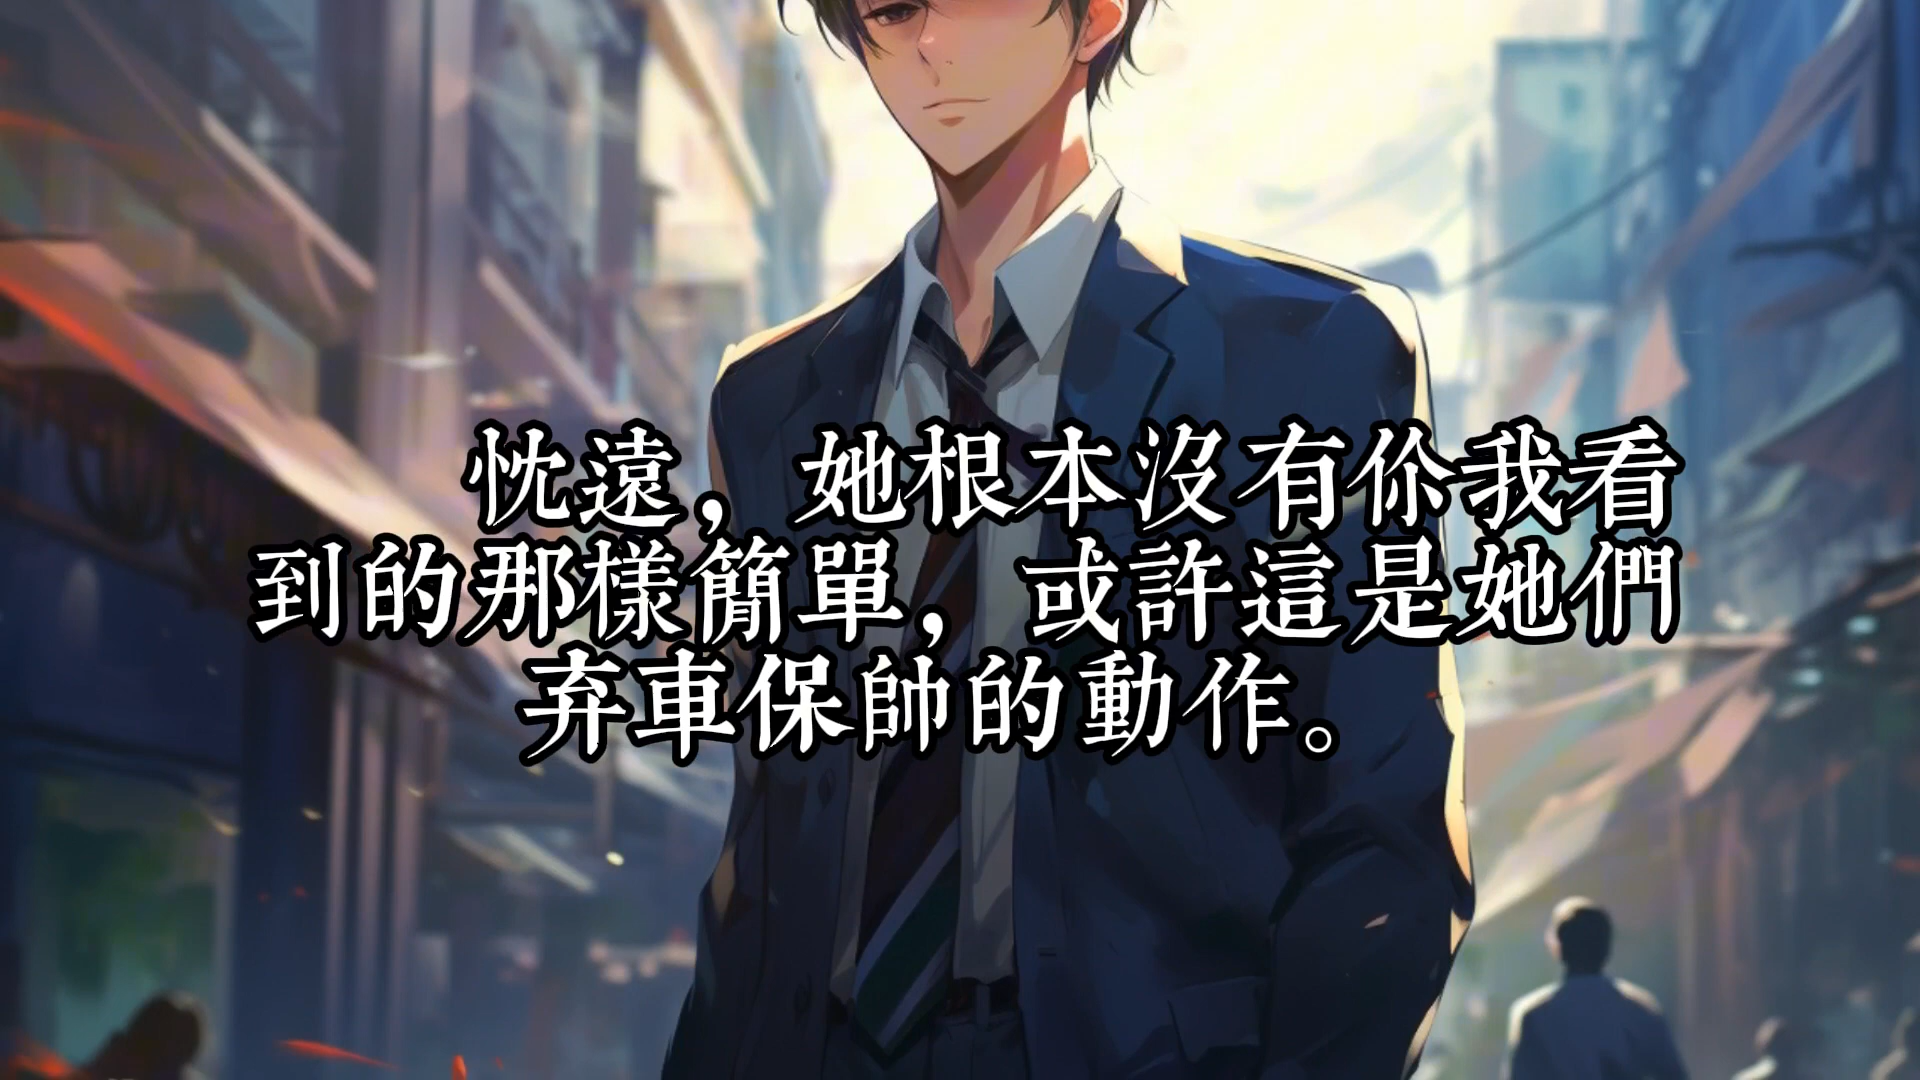 忱遠，她根本沒有你我看
到的那樣簡單，或許這是她們
弃車保帥的動作。